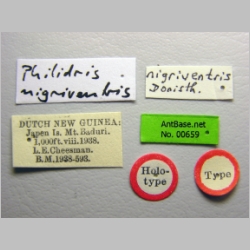 Philidris
nigriventris
nigriventris
Donisth.
DUTCH NEW GUINEA:
Japen Is. Mt. Baduri.
1,000ft. viii. 1938.
L.E. Cheesman.
B.M. 1938-593.
AntBase.net
No. 00659
Holo-
type
Type